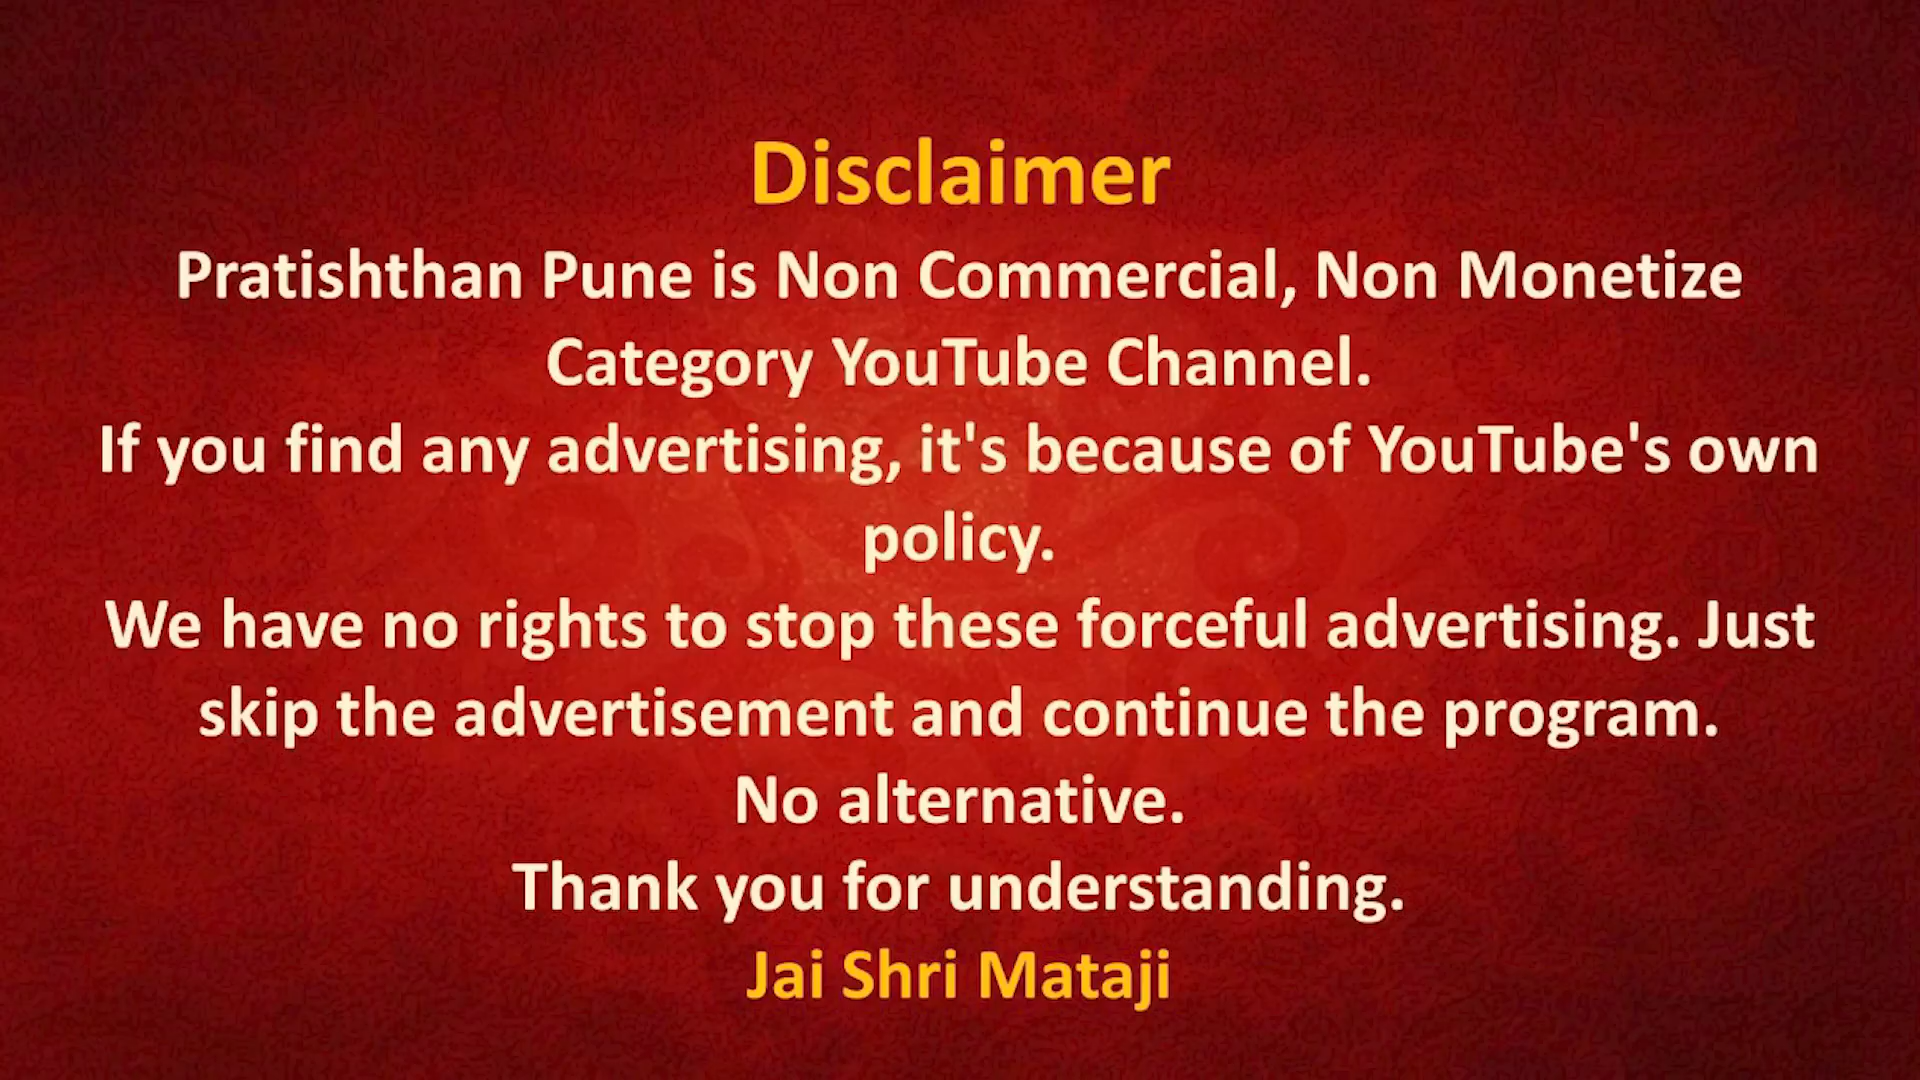 Disclaimer
Pratishthan Pune is Non Commercial, Non Monetize
Category YouTube Channel.
If you find any advertising, it's because of YouTube's own
policy.
We have no rights to stop these forceful advertising. Just
skip the advertisement and continue the program.
No alternative.
Thank you for understanding.
Jai Shri Mataji